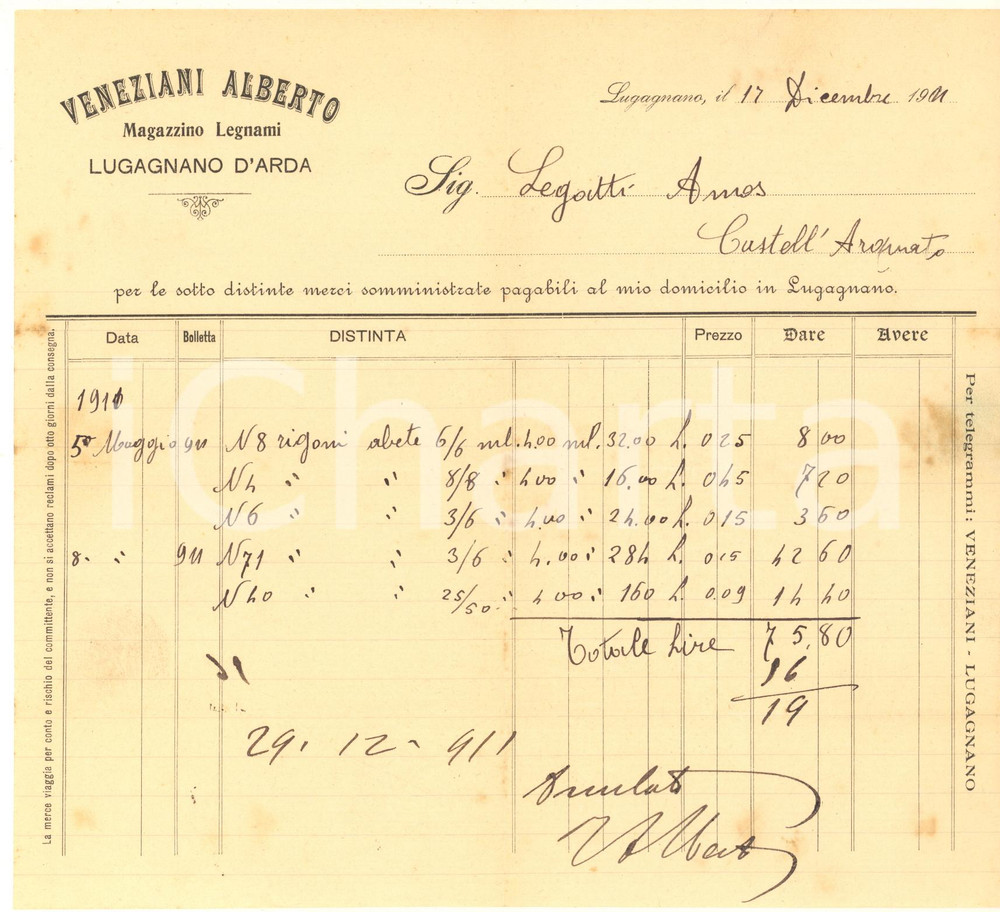 VENEZIANI ALBERTO
Magazzino Legnami
LUGAGNANO D'ARDA
Lugagnano, il 17 Dicembre 1911
Sig. Legatti Amos
Castell' Arquato
per le sotto distinte merci somministrate pagabili al mio domicilio in Lugagnano.
Data Bolletta DISTINTA Prezzo Dare Avere
1911
5 Maggio 911 N 8 rigoni abete 6/6 ml. 4.00 ml. 32.00 L. 0 25 8 00
N 4 " " 8/8 " 4 00 " 16.00 L. 0 45 7 20
N 6 " " 3/6 " 4.00 " 24.00 L. 0 15 3 60
8 " 911 N 71 " " 3/6 " 4.00 " 284 L. 0 15 42 60
N 40 " " 25/50 " 4 00 " 160 L. 0.09 14 40
Totale Lire 75,80
16
19
29. 12 - 911
La merce viaggia per conto e rischio del committente, e non si accettano reclami dopo otto giorni dalla consegna.
Per telegrammi: VENEZIANI - LUGAGNANO
iCharta